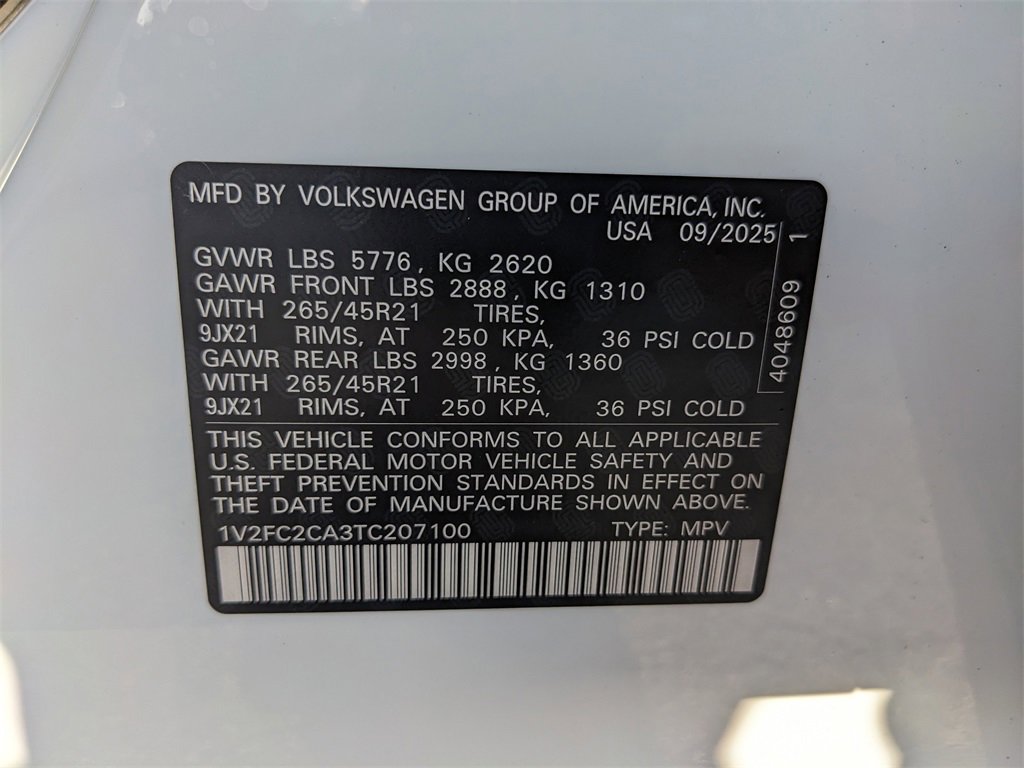 MFD BY VOLKSWAGEN GROUP OF AMERICA, INC.
USA 09/2025
GVWR LBS 5776, KG 2620
GAWR FRONT LBS 2888, KG 1310
WITH 265/45R21 TIRES,
9JX21 RIMS, AT 250 KPA, 36 PSI COLD
GAWR REAR LBS 2998, KG 1360
WITH 265/45R21 TIRES,
9JX21 RIMS, AT 250 KPA, 36 PSI COLD
4048609 1
THIS VEHICLE CONFORMS TO ALL APPLICABLE
U.S. FEDERAL MOTOR VEHICLE SAFETY AND
THEFT PREVENTION STANDARDS IN EFFECT ON
THE DATE OF MANUFACTURE SHOWN ABOVE.
1V2FC2CA3TC207100 TYPE: MPV